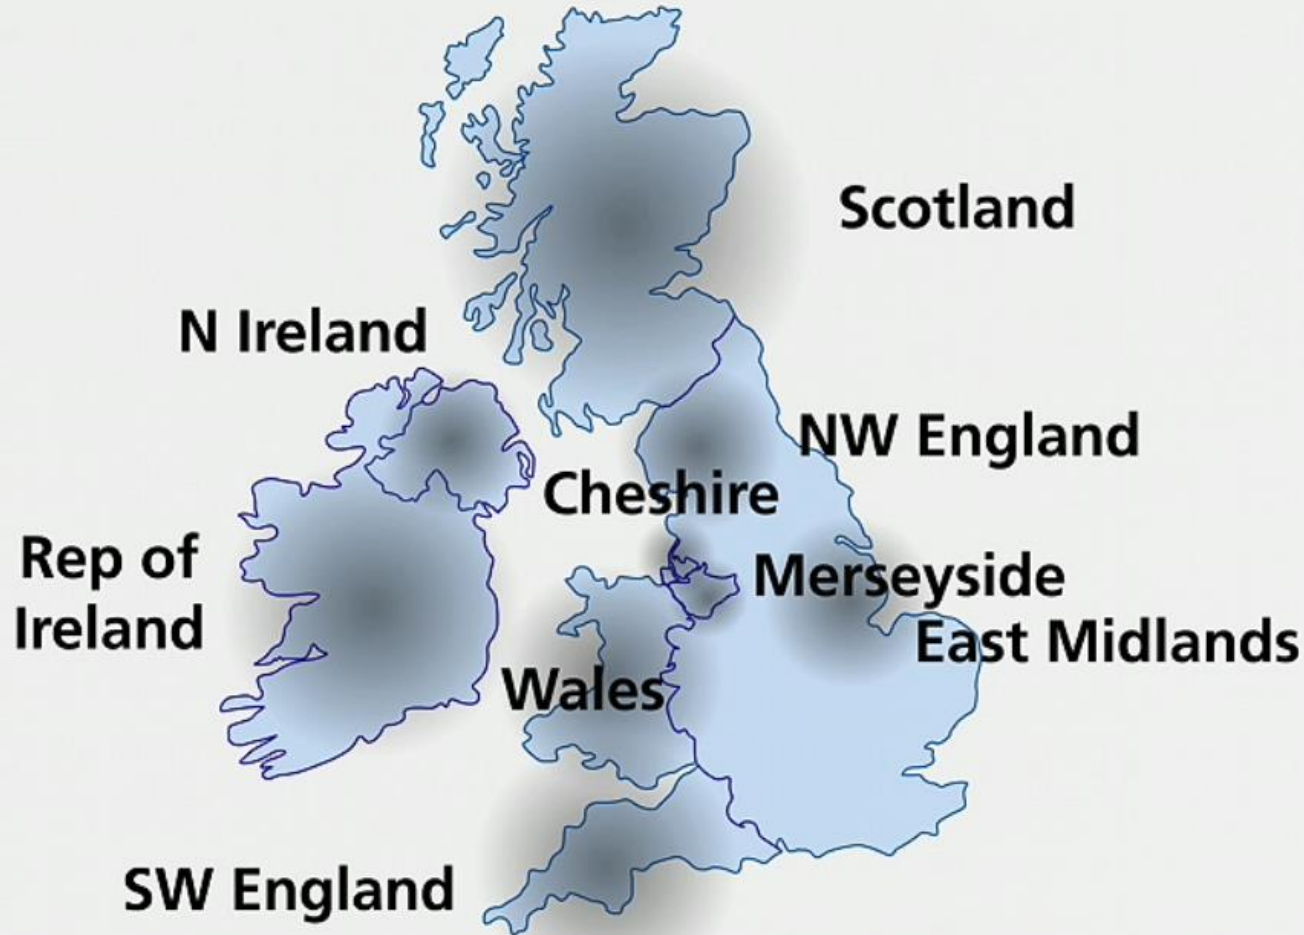 Scotland
N Ireland
NW England
Cheshire
Rep of
Ireland
Merseyside
East Midlands
Wales
SW England